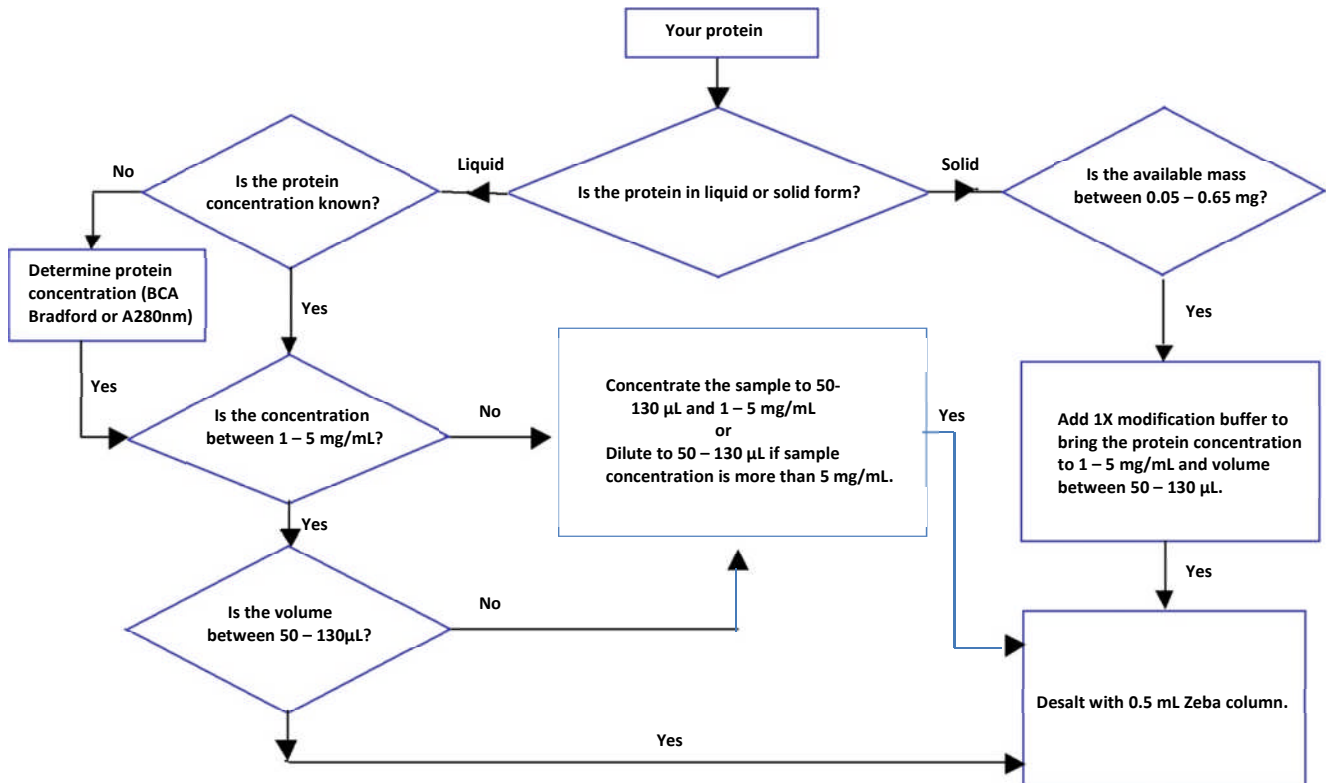 Your protein
Is the protein in liquid or solid form?
Liquid
Solid
Is the protein
concentration known?
No
Yes
Determine protein
concentration (BCA
Bradford or A280nm)
Yes
Is the concentration
between 1 – 5 mg/mL?
No
Yes
Concentrate the sample to 50-
130 µL and 1 – 5 mg/mL
or
Dilute to 50 – 130 µL if sample
concentration is more than 5 mg/mL.
Yes
Is the volume
between 50 – 130µL?
No
Yes
Is the available mass
between 0.05 – 0.65 mg?
Yes
Add 1X modification buffer to
bring the protein concentration
to 1 – 5 mg/mL and volume
between 50 – 130 µL.
Yes
Desalt with 0.5 mL Zeba column.